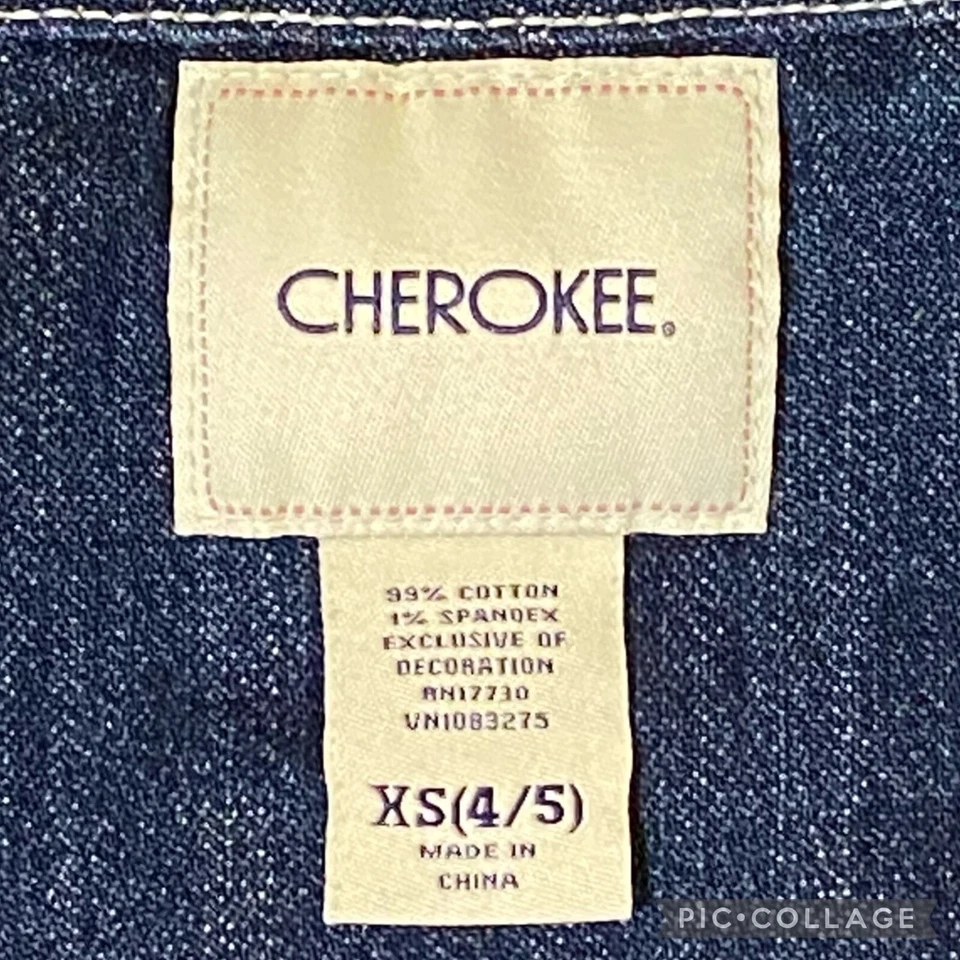 CHEROKEE®
99% COTTON
1% SPANDEX
EXCLUSIVE OF
DECORATION
RN17730
VN1083275
XS(4/5)
MADE IN
CHINA
PIC•COLLAGE